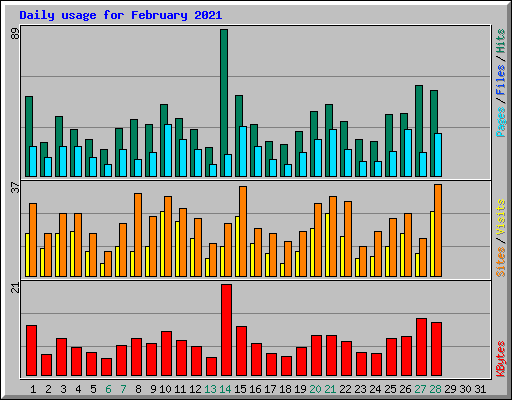 Daily usage for February 2021
89
Pages / Files / Hits
37
Sites / Visits
21
KBytes
1 2 3 4 5 6 7 8 9 10 11 12 13 14 15 16 17 18 19 20 21 22 23 24 25 26 27 28 29 30 31